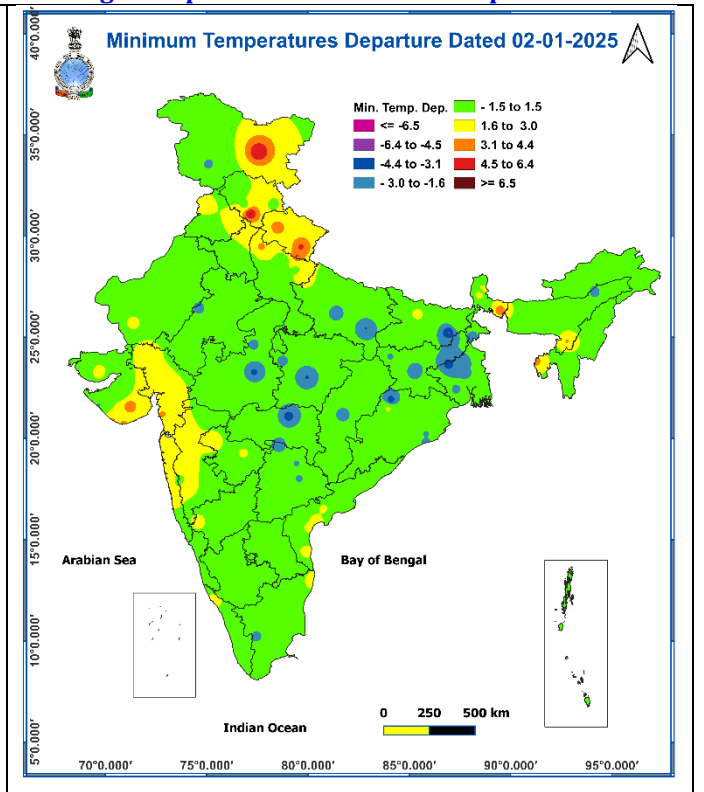 Minimum Temperatures Departure Dated 02-01-2025
Min. Temp. Dep.
<= -6.5
-6.4 to -4.5
-4.4 to -3.1
- 3.0 to -1.6
- 1.5 to 1.5
1.6 to 3.0
3.1 to 4.4
4.5 to 6.4
>= 6.5
40°0.000'
35°0.000'
30°0.000'
25°0.000'
20°0.000'
15°0.000'
10°0.000'
5°0.000'
Arabian Sea
Bay of Bengal
Indian Ocean
0 250 500 km
70°0.000' 75°0.000' 80°0.000' 85°0.000' 90°0.000' 95°0.000'